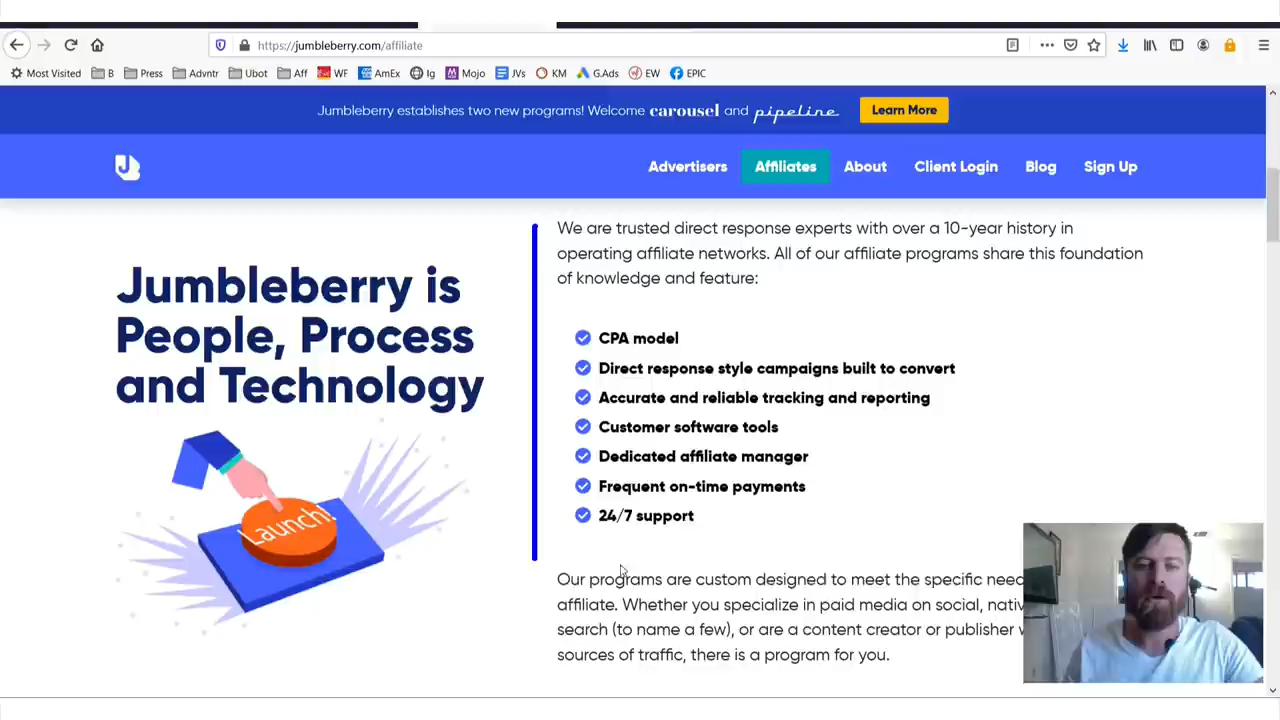 https://jumbleberry.com/affiliate
Most Visited B Press Advntr Ubot Aff WF AmEx Ig Mojo JVs KM G.Ads EW EPIC
Jumbleberry establishes two new programs! Welcome carousel and pipeline Learn More
J Advertisers Affiliates About Client Login Blog Sign Up
Jumbleberry is
People, Process
and Technology
Launch!
We are trusted direct response experts with over a 10-year history in
operating affiliate networks. All of our affiliate programs share this foundation
of knowledge and feature:
CPA model
Direct response style campaigns built to convert
Accurate and reliable tracking and reporting
Customer software tools
Dedicated affiliate manager
Frequent on-time payments
24/7 support
Our programs are custom designed to meet the specific
affiliate. Whether you specialize in paid media on social,
search (to name a few), or are a content creator or publisher
sources of traffic, there is a program for you.